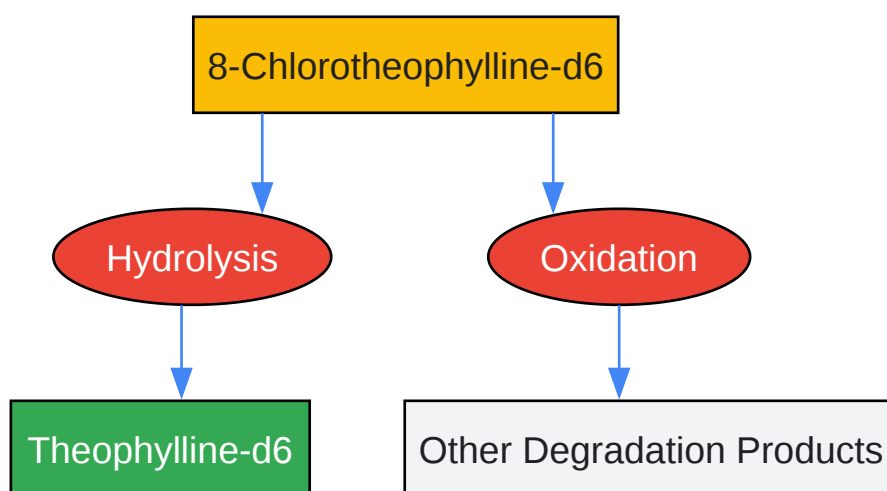 8-Chlorotheophylline-d6
Hydrolysis
Oxidation
Theophylline-d6
Other Degradation Products